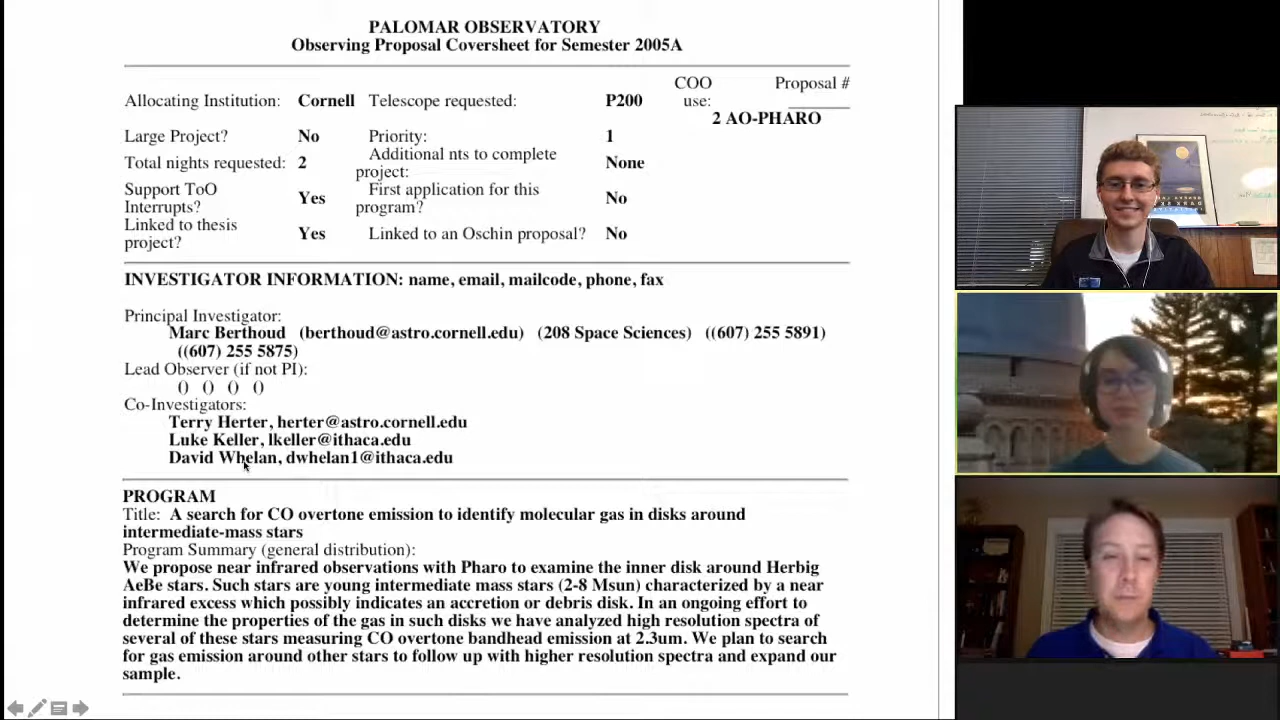 PALOMAR OBSERVATORY
Observing Proposal Coversheet for Semester 2005A
COO Proposal #
Allocating Institution: Cornell Telescope requested: P200 use: ________
2 AO-PHARO
Large Project? No Priority: 1
Total nights requested: 2 Additional nts to complete project: None
Support ToO Interrupts? Yes First application for this program? No
Linked to thesis project? Yes Linked to an Oschin proposal? No
INVESTIGATOR INFORMATION: name, email, mailcode, phone, fax
Principal Investigator:
Marc Berthoud (berthoud@astro.cornell.edu) (208 Space Sciences) ((607) 255 5891)
((607) 255 5875)
Lead Observer (if not PI):
() () () ()
Co-Investigators:
Terry Herter, herter@astro.cornell.edu
Luke Keller, lkeller@ithaca.edu
David Whelan, dwhelan1@ithaca.edu
PROGRAM
Title: A search for CO overtone emission to identify molecular gas in disks around
intermediate-mass stars
Program Summary (general distribution):
We propose near infrared observations with Pharo to examine the inner disk around Herbig
AeBe stars. Such stars are young intermediate mass stars (2-8 Msun) characterized by a near
infrared excess which possibly indicates an accretion or debris disk. In an ongoing effort to
determine the properties of the gas in such disks we have analyzed high resolution spectra of
several of these stars measuring CO overtone bandhead emission at 2.3um. We plan to search
for gas emission around other stars to follow up with higher resolution spectra and expand our
sample.